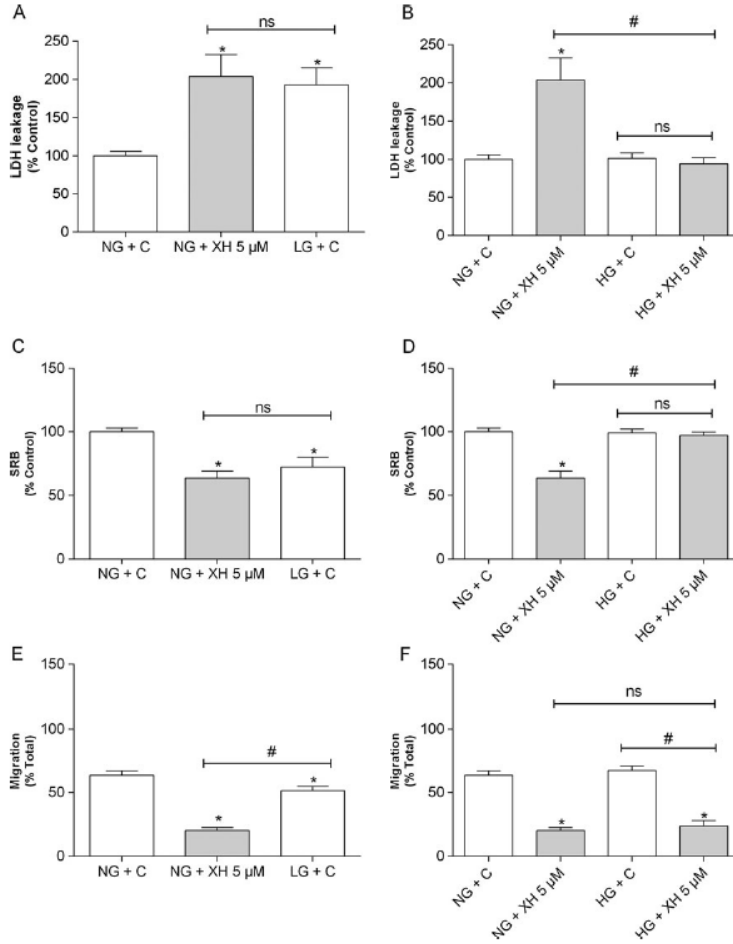 A
ns
LDH leakage
(% Control)
250
200
150
100
50
0
*
*
NG + C
NG + XH 5 µM
LG + C
B
#
LDH leakage
(% Control)
250
200
150
100
50
0
*
ns
NG + C
NG + XH 5 µM
HG + C
HG + XH 5 µM
C
SRB
(% Control)
150
100
50
0
ns
*
*
NG + C
NG + XH 5 µM
LG + C
D
SRB
(% Control)
150
100
50
0
#
ns
*
NG + C
NG + XH 5 µM
HG + C
HG + XH 5 µM
E
Migration
(% Total)
150
100
50
0
#
*
*
NG + C
NG + XH 5 µM
LG + C
F
Migration
(% Total)
150
100
50
0
ns
#
*
*
NG + C
NG + XH 5 µM
HG + C
HG + XH 5 µM